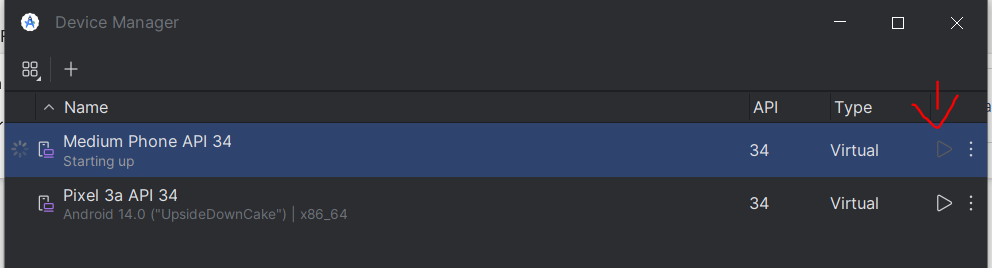 Device Manager
Name API Type
Medium Phone API 34
Starting up
34 Virtual
Pixel 3a API 34
Android 14.0 ("UpsideDownCake") | x86_64
34 Virtual